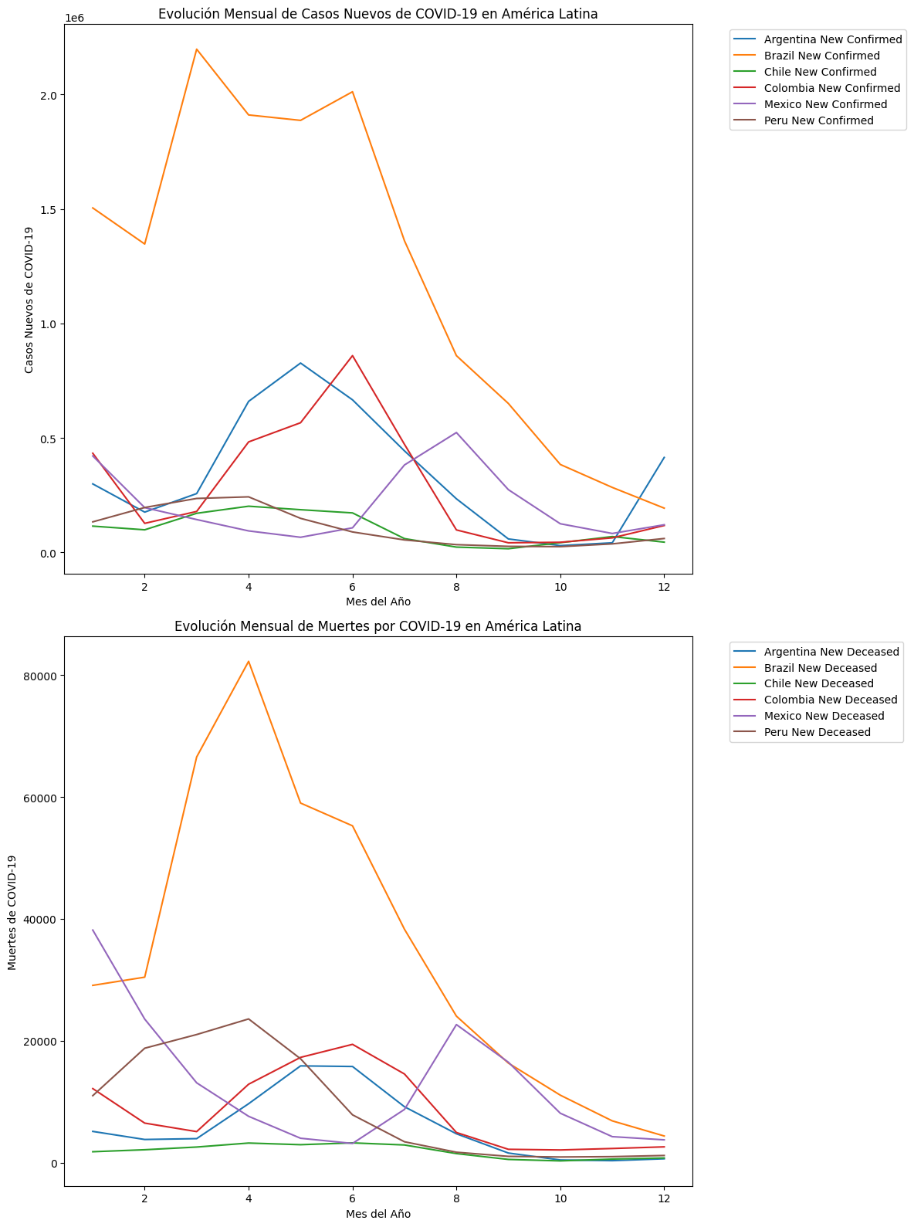 Evolución Mensual de Casos Nuevos de COVID-19 en América Latina
1e6
2.0
1.5
1.0
0.5
0.0
Casos Nuevos de COVID-19
2 4 6 8 10 12
Mes del Año
Argentina New Confirmed
Brazil New Confirmed
Chile New Confirmed
Colombia New Confirmed
Mexico New Confirmed
Peru New Confirmed
Evolución Mensual de Muertes por COVID-19 en América Latina
80000
60000
40000
20000
0
Muertes de COVID-19
2 4 6 8 10 12
Mes del Año
Argentina New Deceased
Brazil New Deceased
Chile New Deceased
Colombia New Deceased
Mexico New Deceased
Peru New Deceased